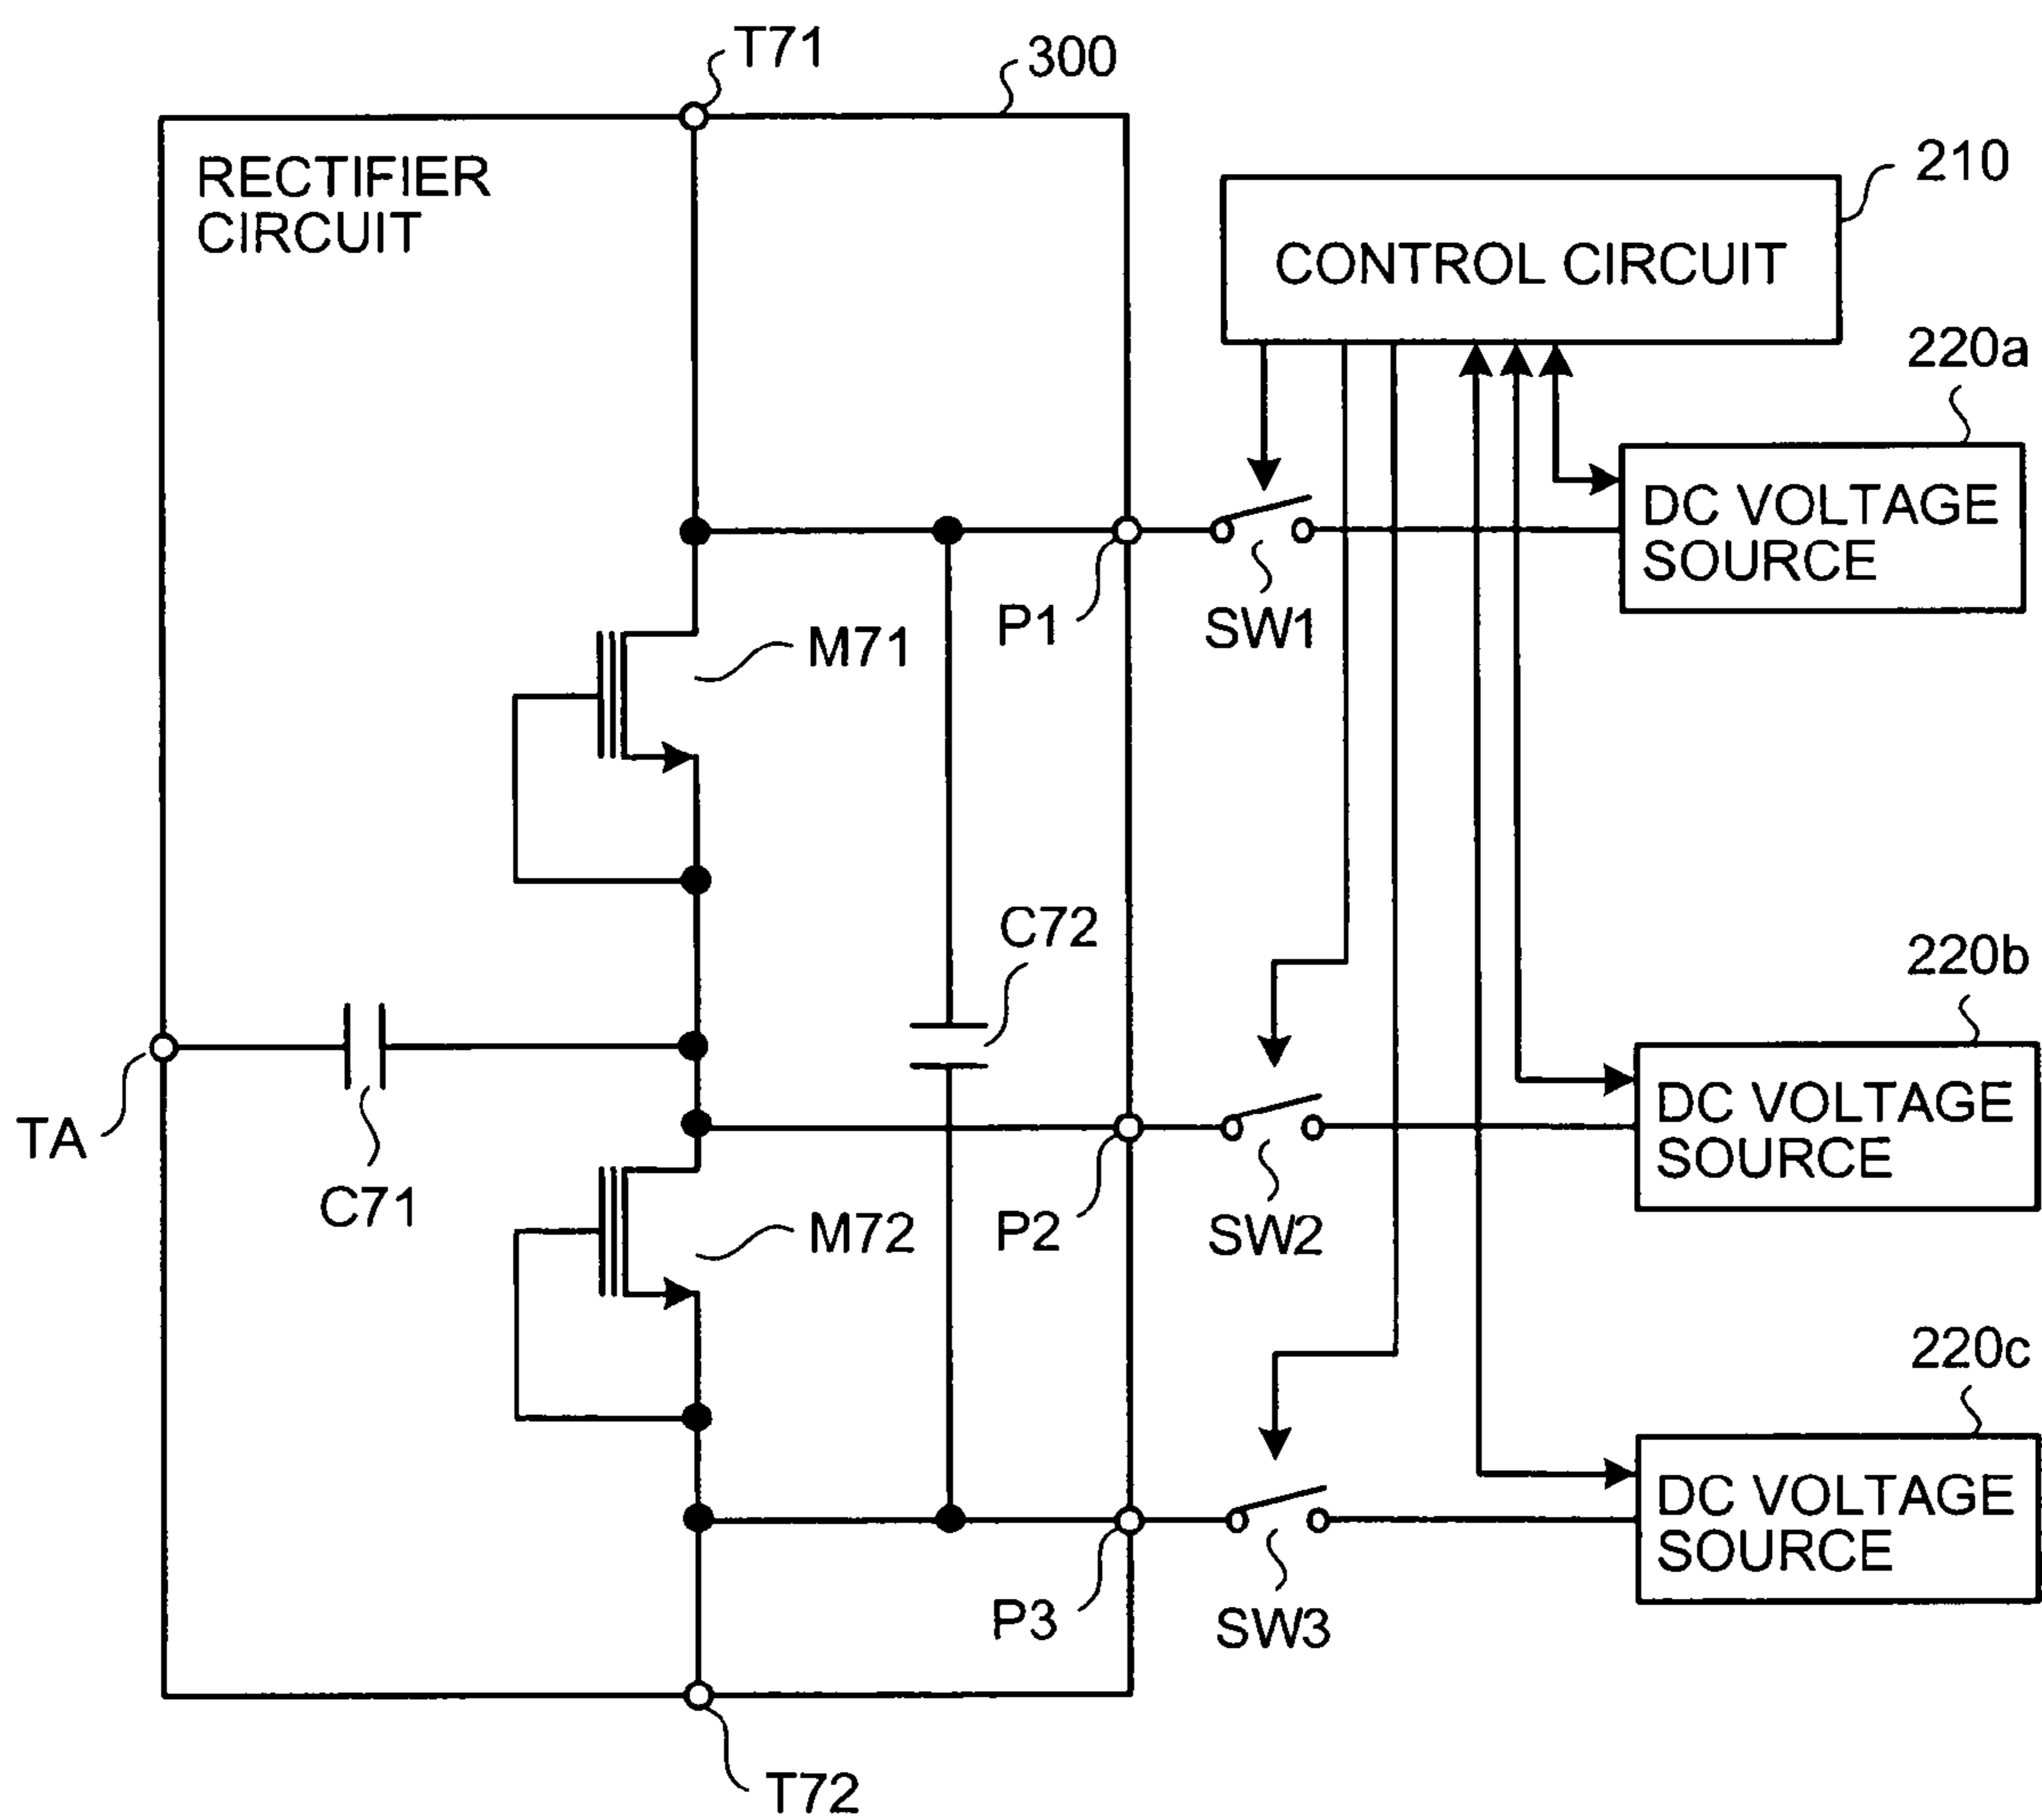 T71
300
RECTIFIER
CIRCUIT
210
CONTROL CIRCUIT
220a
DC VOLTAGE
SOURCE
P1
SW1
M71
C72
220b
TA
C71
DC VOLTAGE
SOURCE
M72
P2
SW2
220c
DC VOLTAGE
SOURCE
P3
SW3
T72